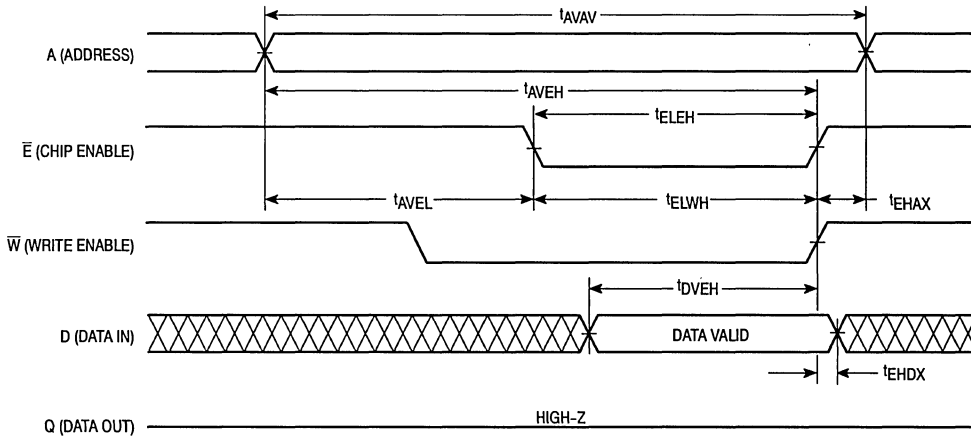 tAVAV
A (ADDRESS)
tAVEH
tELEH
E (CHIP ENABLE)
tAVEL
tELWH
tEHAX
W (WRITE ENABLE)
tDVEH
D (DATA IN)
DATA VALID
tEHDX
Q (DATA OUT)
HIGH-Z